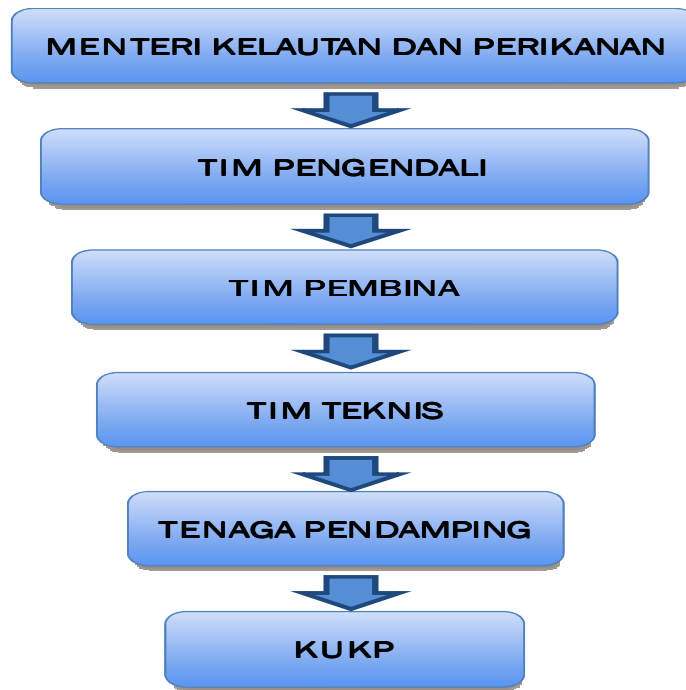 MENTERI KELAUTAN DAN PERIKANAN
TIM PENGENDALI
TIM PEMBINA
TIM TEKNIS
TENAGA PENDAMPING
KUKP